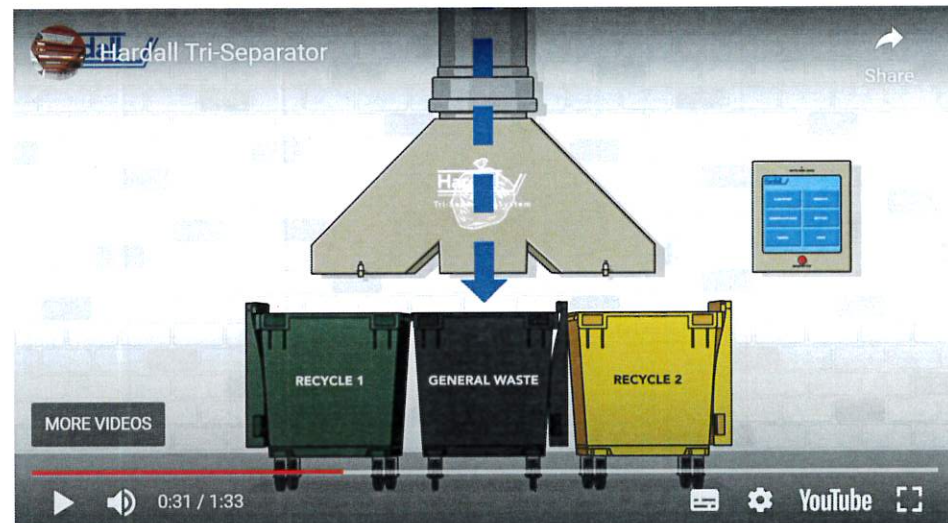 Hardall Tri-Separator
Share
RECYCLE 1
GENERAL WASTE
RECYCLE 2
MORE VIDEOS
0:31 / 1:33
YouTube